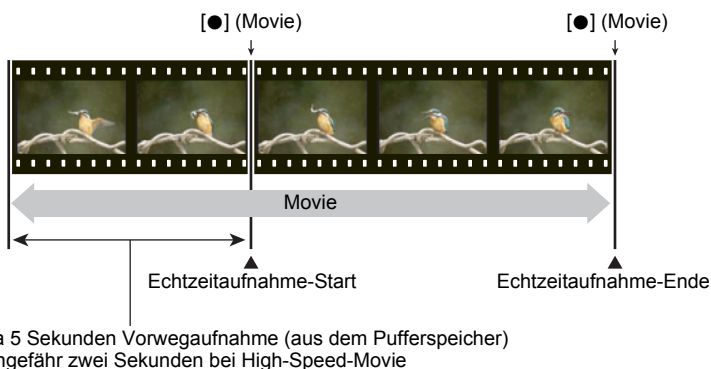 [●] (Movie) [●] (Movie)
Movie
Echtzeitaufnahme-Start Echtzeitaufnahme-Ende
5 Sekunden Vorwegaufnahme (aus dem Pufferspeicher)
zwei Sekunden bei High-Speed-Movie